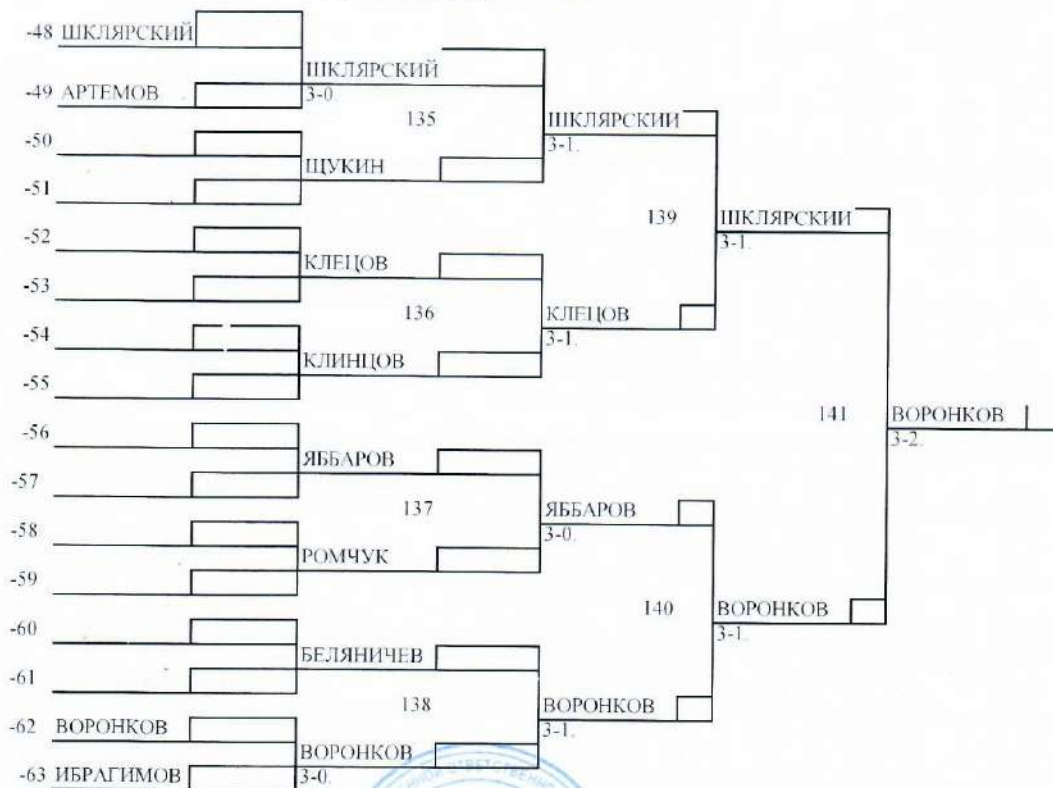 -48 ШКЛЯРСКИЙ
ШКЛЯРСКИЙ
-49 АРТЕМОВ
3-0.
135
ШКЛЯРСКИЙ
-50
3-1.
ЩУКИН
-51
139
ШКЛЯРСКИЙ
-52
3-1.
КЛЕЦОВ
-53
136
КЛЕЦОВ
-54
3-1.
КЛИНЦОВ
-55
141
ВОРОНКОВ
-56
3-2.
ЯББАРОВ
-57
137
ЯББАРОВ
-58
3-0.
РОМЧУК
-59
140
ВОРОНКОВ
-60
3-1.
БЕЛЯНИЧЕВ
-61
138
ВОРОНКОВ
-62 ВОРОНКОВ
3-1.
ВОРОНКОВ
-63 ИБРАГИМОВ
3-0.